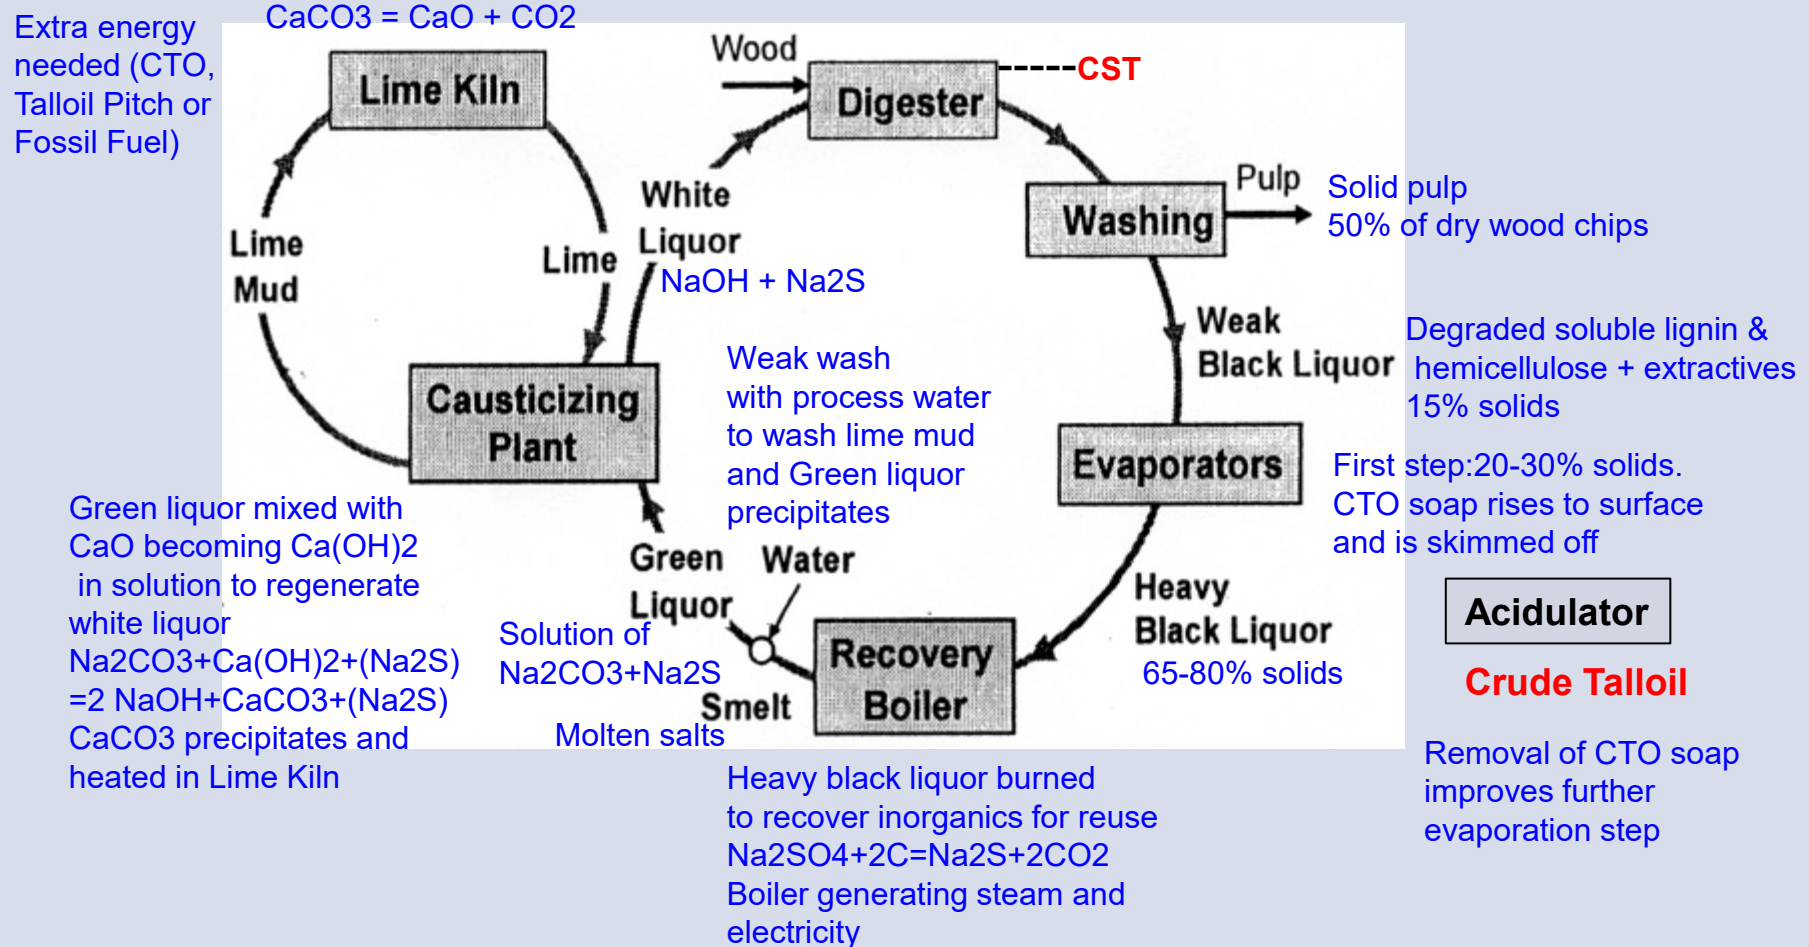 CaCO3 = CaO + CO2
Extra energy
needed (CTO,
Talloil Pitch or
Fossil Fuel)
Lime Kiln
Wood
Digester
-----CST
White
Liquor
NaOH + Na2S
Lime
Mud
Lime
Washing
Pulp
Solid pulp
50% of dry wood chips
Weak
Black Liquor
Degraded soluble lignin &
hemicellulose + extractives
15% solids
Causticizing
Plant
Weak wash
with process water
to wash lime mud
and Green liquor
precipitates
Evaporators
First step:20-30% solids.
CTO soap rises to surface
and is skimmed off
Green liquor mixed with
CaO becoming Ca(OH)2
in solution to regenerate
white liquor
Na2CO3+Ca(OH)2+(Na2S)
=2 NaOH+CaCO3+(Na2S)
CaCO3 precipitates and
heated in Lime Kiln
Green
Liquor
Water
Solution of
Na2CO3+Na2S
Smelt
Molten salts
Recovery
Boiler
Heavy
Black Liquor
65-80% solids
Acidulator
Crude Talloil
Removal of CTO soap
improves further
evaporation step
Heavy black liquor burned
to recover inorganics for reuse
Na2SO4+2C=Na2S+2CO2
Boiler generating steam and
electricity